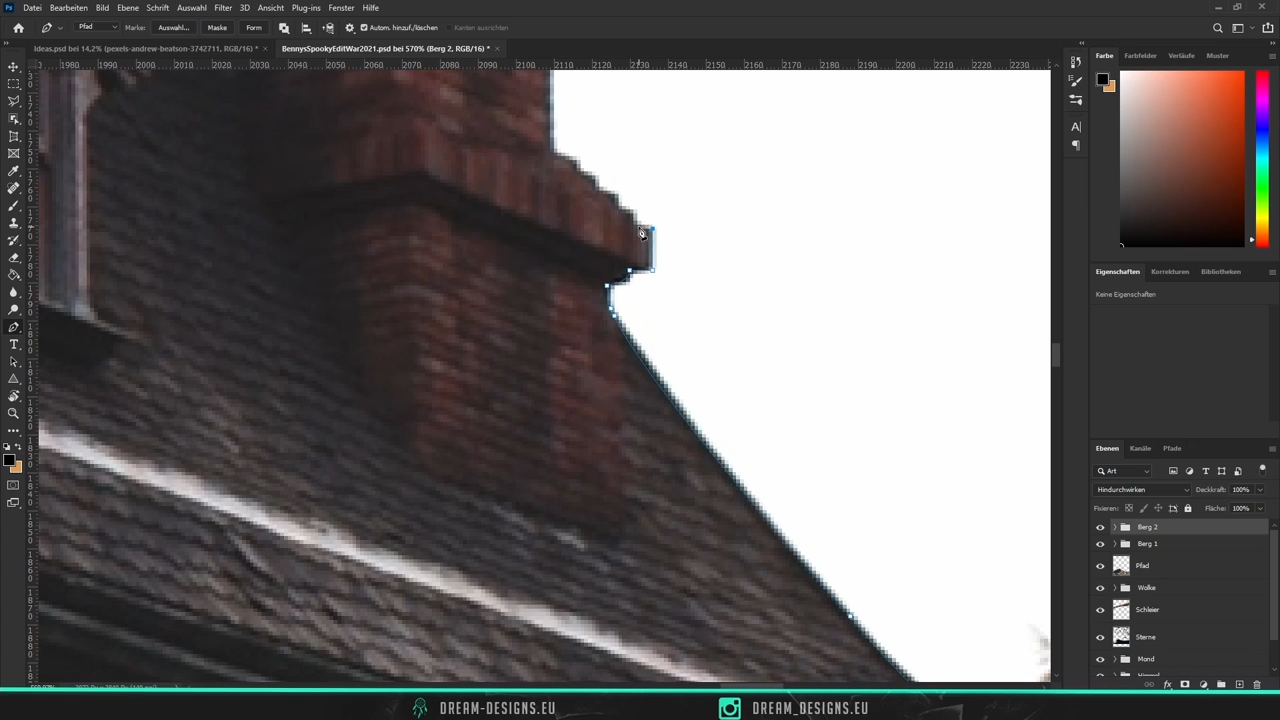 Datei Bearbeiten Bild Ebene Schrift Auswahl Filter 3D Ansicht Plug-ins Fenster Hilfe
Pfad Marke: Auswahl... Maske Form Autom. hinzuf./löschen Kanten ausrichten
Ideas.psd bei 14,2% (pexels-andrew-beatson-3742711, RGB/16) * × BennysSpookyEditWar2021.psd bei 570% (Berg 2, RGB/16) * ×
1980 1990 2000 2010 2020 2030 2040 2050 2060 2070 2080 2090 2100 2110 2120 2130 2140 2150 2160 2170 2180 2190 2200 2210 2220 2230
Farbe Farbfelder Verläufe Muster
Eigenschaften Korrekturen Bibliotheken
Keine Eigenschaften
Ebenen Kanäle Pfade
Art
Hindurchwirken Deckkraft: 100%
Fixieren: Fläche: 100%
Berg 2
Berg 1
Pfad
Wolke
Schleier
Sterne
Mond
DREAM-DESIGNS.EU DREAM_DESIGNS.EU